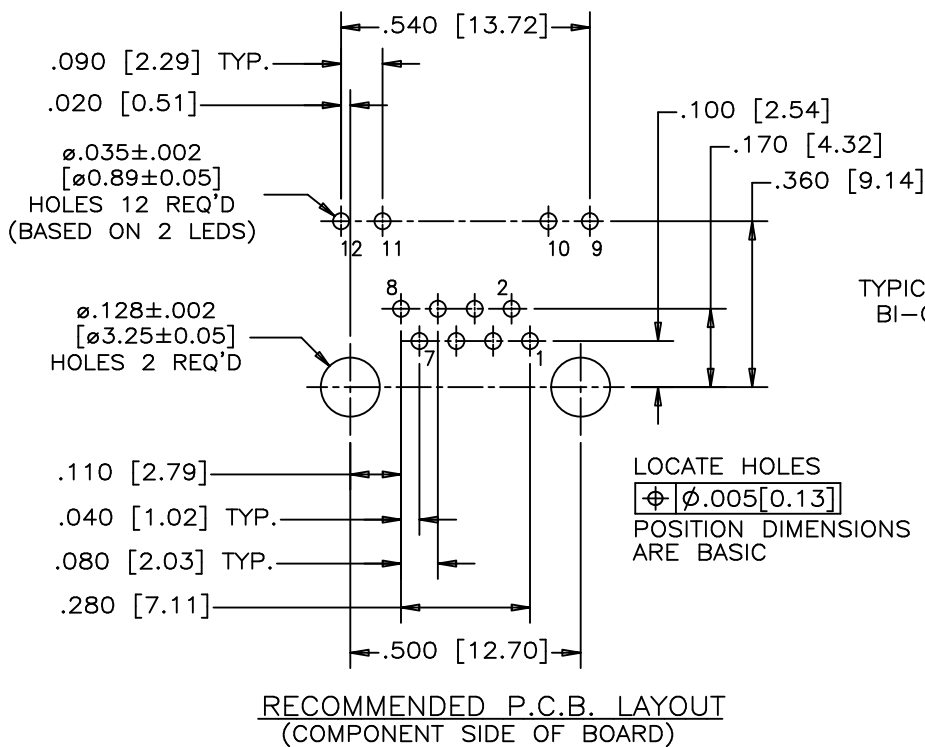 .540 [13.72]
.090 [2.29] TYP.
.020 [0.51]
.100 [2.54]
.170 [4.32]
.360 [9.14]
ø.035±.002
[ø0.89±0.05]
HOLES 12 REQ'D
(BASED ON 2 LEDS)
12 11 10 9
8 2
7 1
TYPIC
BI-C
ø.128±.002
[ø3.25±0.05]
HOLES 2 REQ'D
.110 [2.79]
.040 [1.02] TYP.
.080 [2.03] TYP.
.280 [7.11]
.500 [12.70]
LOCATE HOLES
⌖ Ø.005[0.13]
POSITION DIMENSIONS
ARE BASIC
RECOMMENDED P.C.B. LAYOUT
(COMPONENT SIDE OF BOARD)